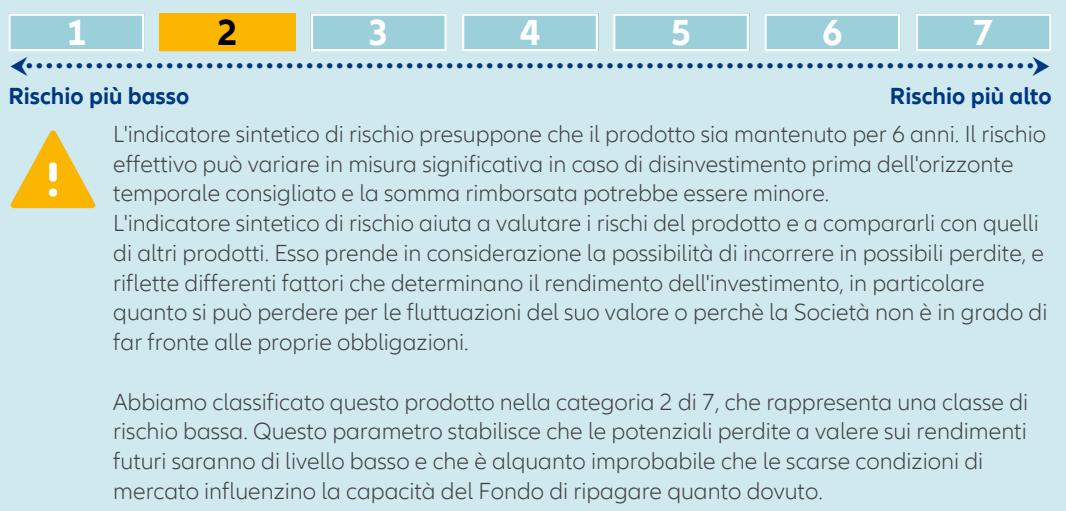 1 2 3 4 5 6 7
Rischio più basso Rischio più alto
L'indicatore sintetico di rischio presuppone che il prodotto sia mantenuto per 6 anni. Il rischio
effettivo può variare in misura significativa in caso di disinvestimento prima dell'orizzonte
temporale consigliato e la somma rimborsata potrebbe essere minore.
L'indicatore sintetico di rischio aiuta a valutare i rischi del prodotto e a compararli con quelli
di altri prodotti. Esso prende in considerazione la possibilità di incorrere in possibili perdite, e
riflette differenti fattori che determinano il rendimento dell'investimento, in particolare
quanto si può perdere per le fluttuazioni del suo valore o perchè la Società non è in grado di
far fronte alle proprie obbligazioni.
Abbiamo classificato questo prodotto nella categoria 2 di 7, che rappresenta una classe di
rischio bassa. Questo parametro stabilisce che le potenziali perdite a valere sui rendimenti
futuri saranno di livello basso e che è alquanto improbabile che le scarse condizioni di
mercato influenzino la capacità del Fondo di ripagare quanto dovuto.